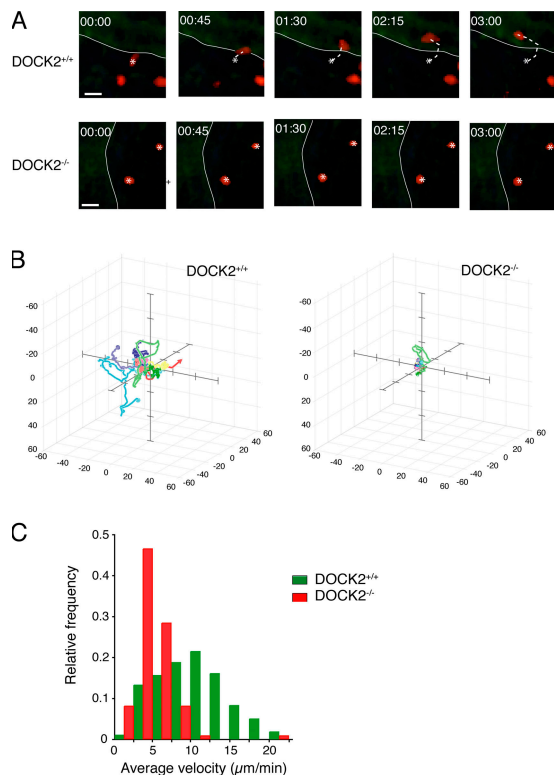 A
00:00 00:45 01:30 02:15 03:00
DOCK2+/+
* * * * *
00:00 00:45 01:30 02:15 03:00
DOCK2-/-
* * * * *
* * + * * *
B
DOCK2+/+ DOCK2-/-
-60 -60
-40 -40
-20 -20
0 0
20 20
40 40
60 60
-60 -40 -20 0 20 40 60 -60 -40 -20 0 20 40 60
-60 -40 -20 0 20 40 60 -60 -40 -20 0 20 40 60
C
0.5
0.4
0.3
0.2
0.1
0
Relative frequency
DOCK2+/+
DOCK2-/-
0 5 10 15 20
Average velocity (μm/min)